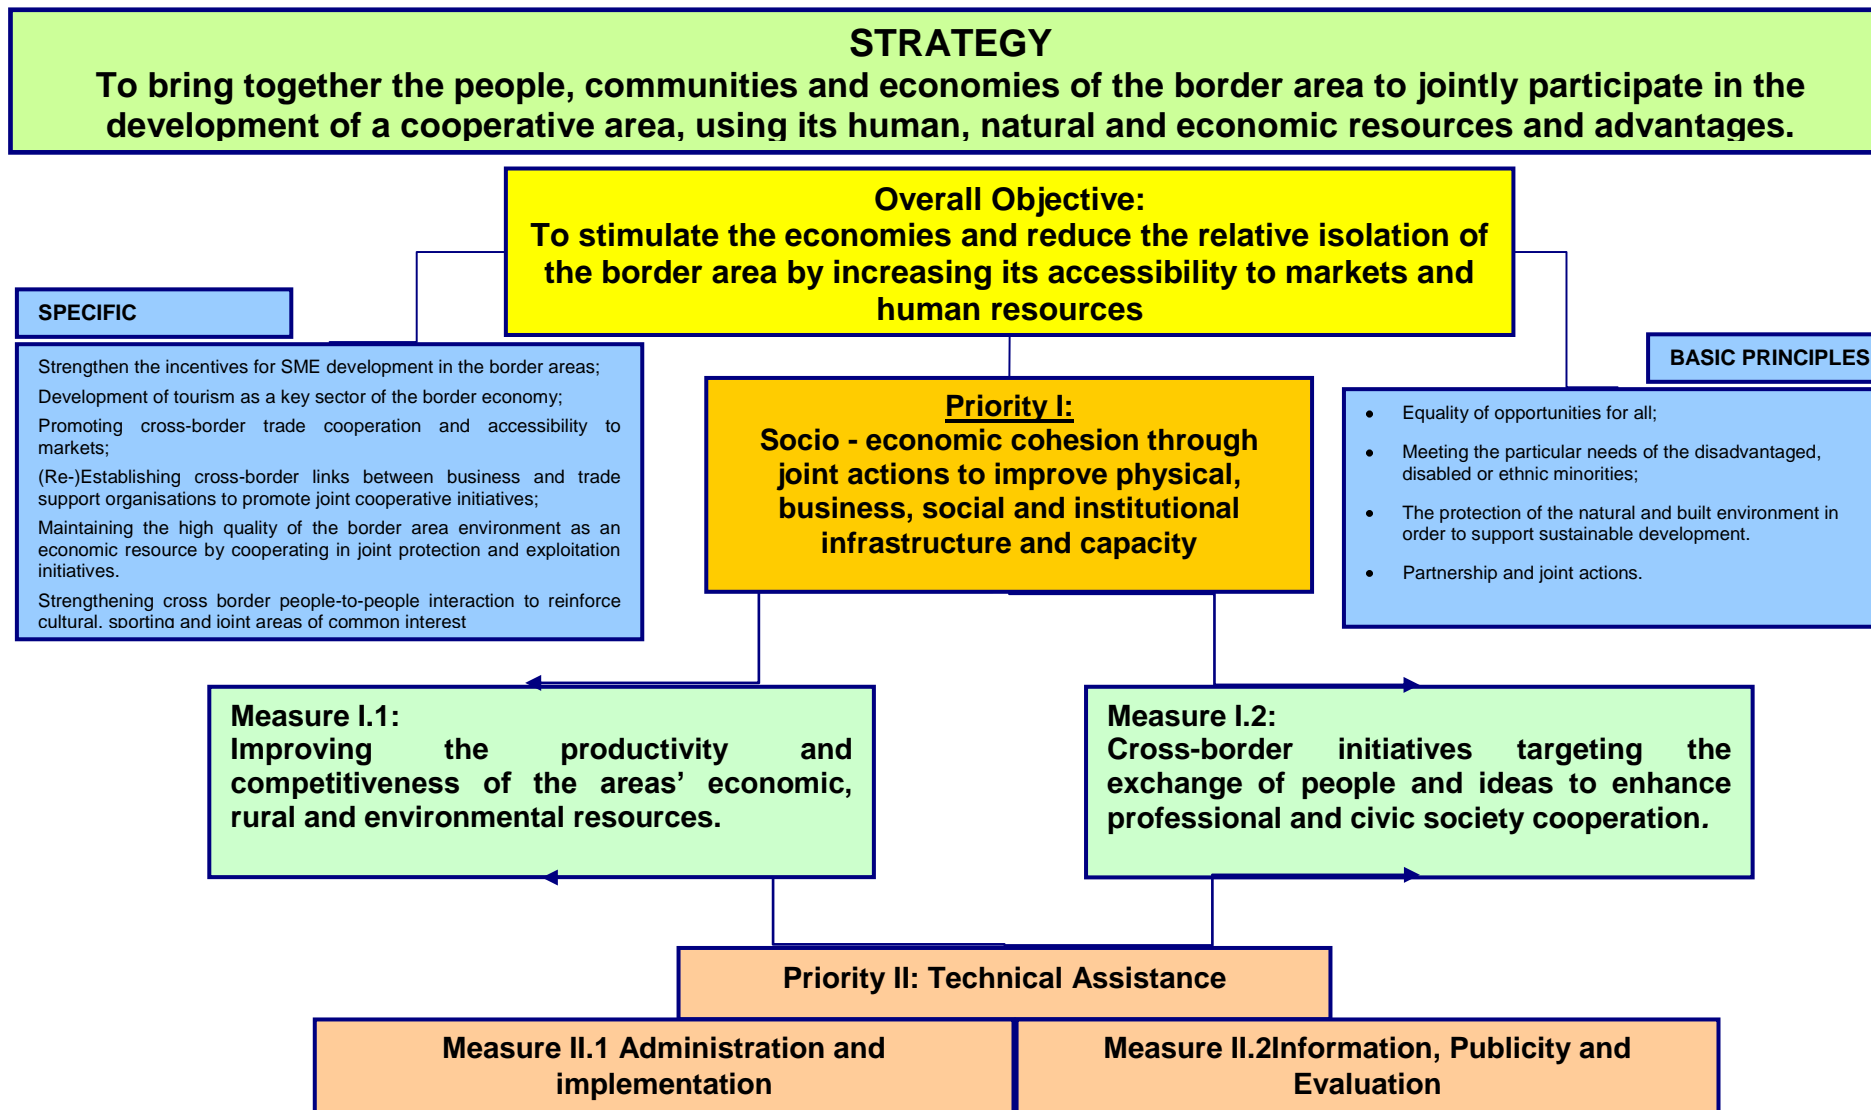 STRATEGY
To bring together the people, communities and economies of the border area to jointly participate in the
development of a cooperative area, using its human, natural and economic resources and advantages.
Overall Objective:
To stimulate the economies and reduce the relative isolation of
the border area by increasing its accessibility to markets and
human resources
SPECIFIC
Strengthen the incentives for SME development in the border areas;
Development of tourism as a key sector of the border economy;
Promoting cross-border trade cooperation and accessibility to
markets;
(Re-)Establishing cross-border links between business and trade
support organisations to promote joint cooperative initiatives;
Maintaining the high quality of the border area environment as an
economic resource by cooperating in joint protection and exploitation
initiatives.
Strengthening cross border people-to-people interaction to reinforce
cultural, sporting and joint areas of common interest
Priority I:
Socio - economic cohesion through
joint actions to improve physical,
business, social and institutional
infrastructure and capacity
BASIC PRINCIPLES
• Equality of opportunities for all;
• Meeting the particular needs of the disadvantaged,
disabled or ethnic minorities;
• The protection of the natural and built environment in
order to support sustainable development.
• Partnership and joint actions.
Measure I.1:
Improving the productivity and
competitiveness of the areas’ economic,
rural and environmental resources.
Measure I.2:
Cross-border initiatives targeting the
exchange of people and ideas to enhance
professional and civic society cooperation.
Priority II: Technical Assistance
Measure II.1 Administration and
implementation
Measure II.2Information, Publicity and
Evaluation